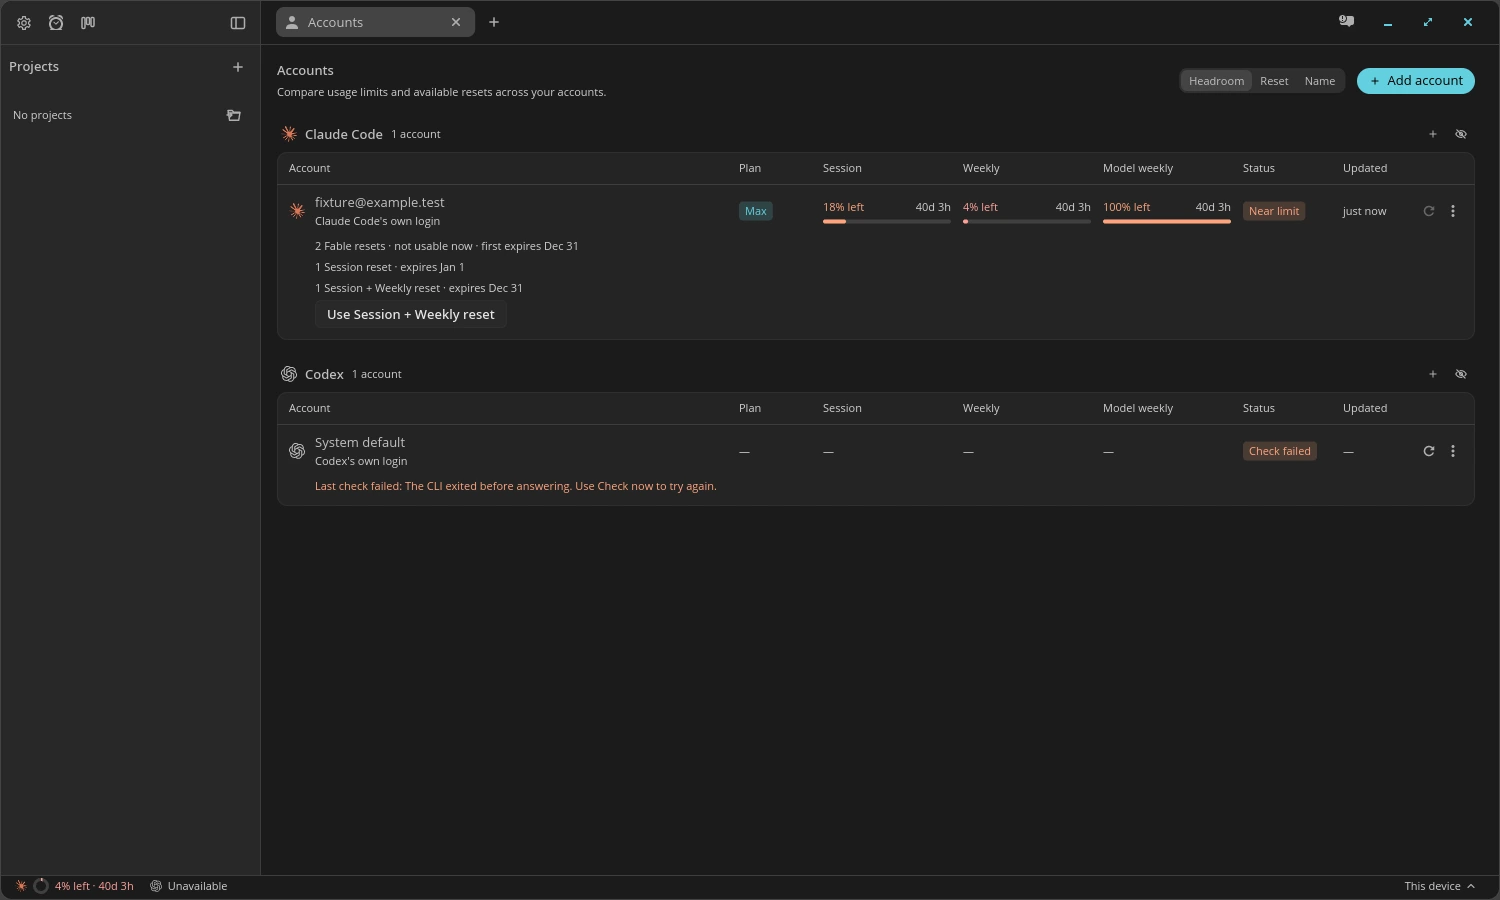 Accounts
Projects
No projects
Accounts
Compare usage limits and available resets across your accounts.
Headroom Reset Name
Add account
Claude Code 1 account
Account Plan Session Weekly Model weekly Status Updated
fixture@example.test
Claude Code's own login
Max
18% left 40d 3h
4% left 40d 3h
100% left 40d 3h
Near limit
just now
2 Fable resets · not usable now · first expires Dec 31
1 Session reset · expires Jan 1
1 Session + Weekly reset · expires Dec 31
Use Session + Weekly reset
Codex 1 account
Account Plan Session Weekly Model weekly Status Updated
System default
Codex's own login
— — — — Check failed —
Last check failed: The CLI exited before answering. Use Check now to try again.
4% left · 40d 3h Unavailable This device